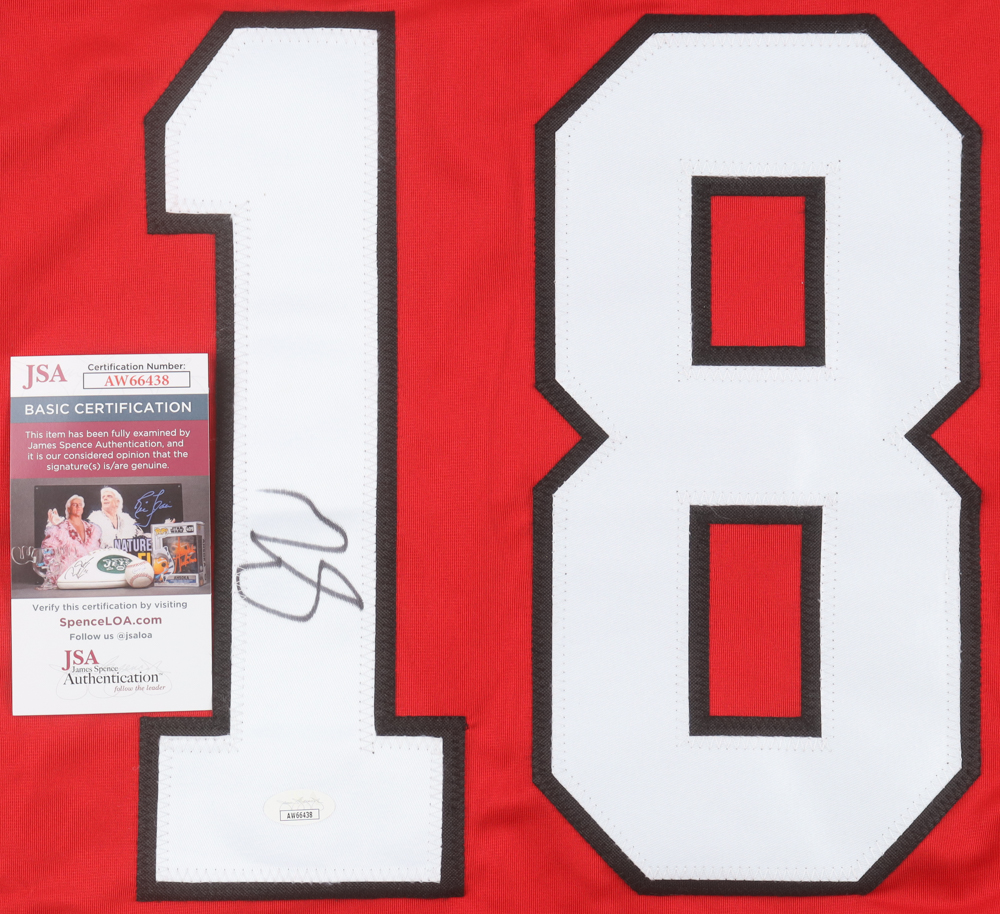 18
JSA
Certification Number:
AW66438
BASIC CERTIFICATION
This item has been fully examined by
James Spence Authentication, and
it is our considered opinion that the
signature(s) is/are genuine.
NATURE
Verify this certification by visiting
SpenceLOA.com
Follow us @jsaloa
JSA
James Spence
Authentication
follow the leader
AW66438